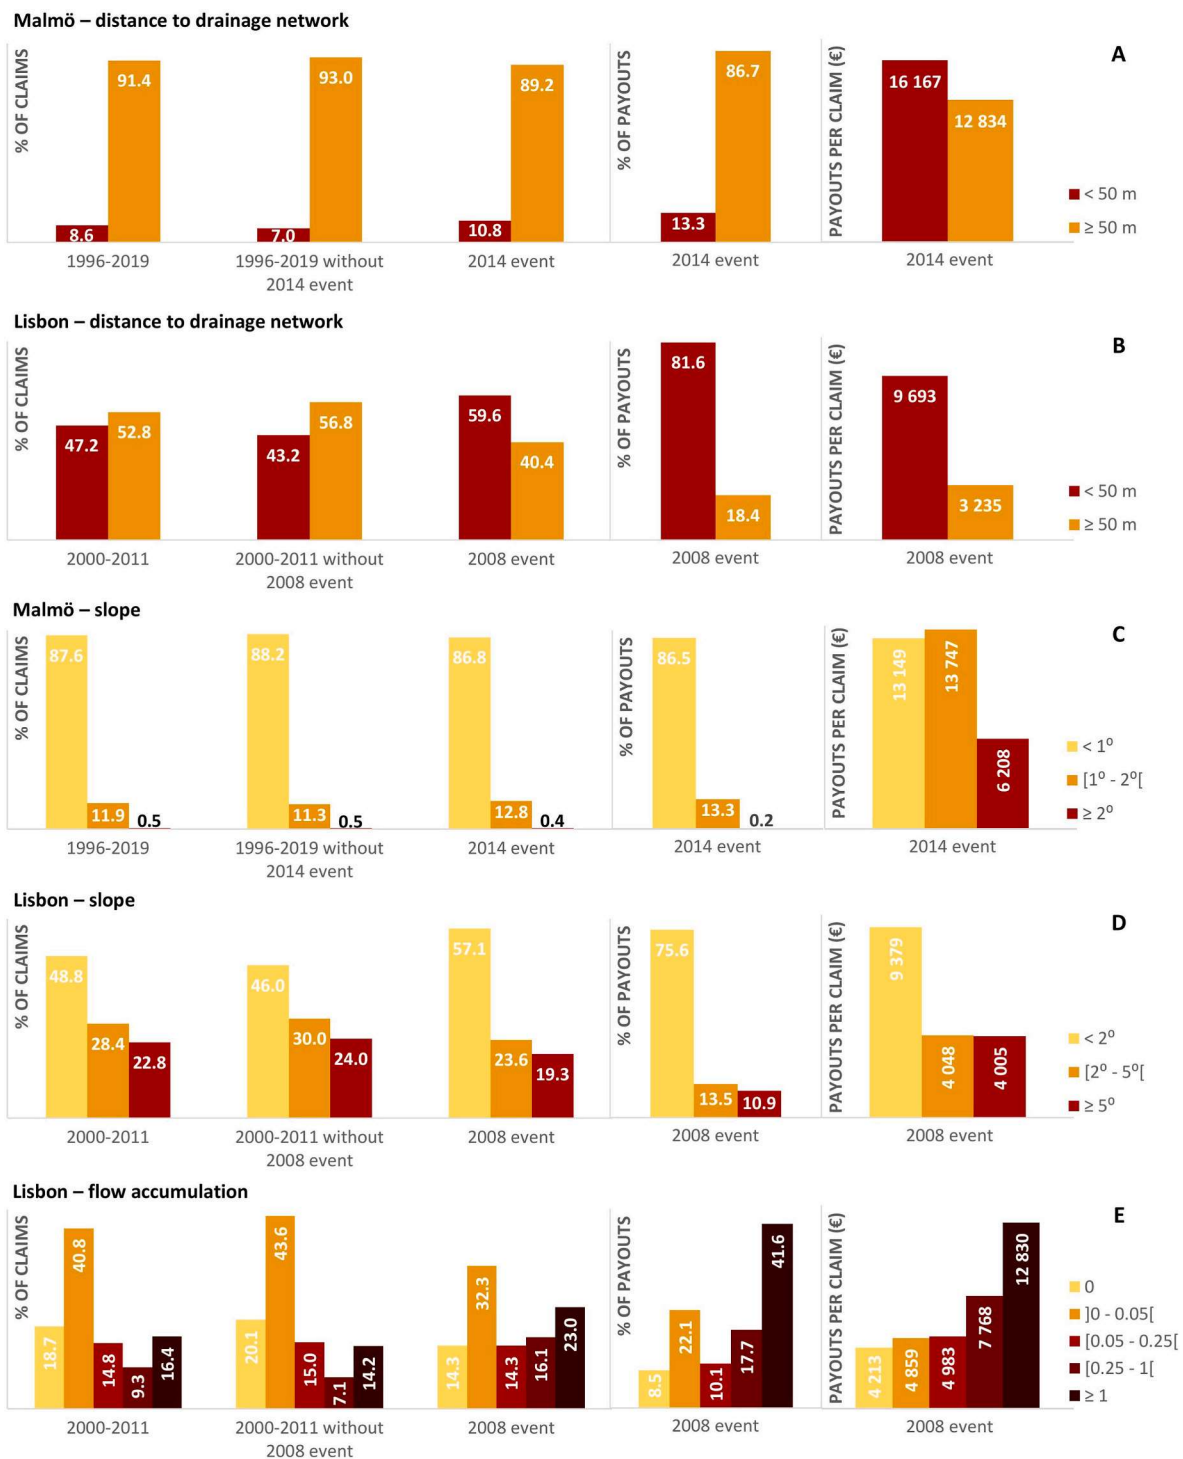 Malmö – distance to drainage network
A
% OF CLAIMS
8.6
91.4
7.0
93.0
10.8
89.2
1996-2019
1996-2019 without
2014 event
2014 event
% OF PAYOUTS
13.3
86.7
2014 event
PAYOUTS PER CLAIM (€)
16 167
12 834
2014 event
< 50 m
≥ 50 m
Lisbon – distance to drainage network
B
% OF CLAIMS
47.2
52.8
43.2
56.8
59.6
40.4
2000-2011
2000-2011 without
2008 event
2008 event
% OF PAYOUTS
81.6
18.4
2008 event
PAYOUTS PER CLAIM (€)
9 693
3 235
2008 event
< 50 m
≥ 50 m
Malmö – slope
C
% OF CLAIMS
87.6
11.9
0.5
88.2
11.3
0.5
86.8
12.8
0.4
1996-2019
1996-2019 without
2014 event
2014 event
% OF PAYOUTS
86.5
13.3
0.2
2014 event
PAYOUTS PER CLAIM (€)
13 149
13 747
6 208
2014 event
< 1º
[1º - 2º[
≥ 2º
Lisbon – slope
D
% OF CLAIMS
48.8
28.4
22.8
46.0
30.0
24.0
57.1
23.6
19.3
2000-2011
2000-2011 without
2008 event
2008 event
% OF PAYOUTS
75.6
13.5
10.9
2008 event
PAYOUTS PER CLAIM (€)
9 379
4 048
4 005
2008 event
< 2º
[2º - 5º[
≥ 5º
Lisbon – flow accumulation
E
% OF CLAIMS
18.7
40.8
14.8
9.3
16.4
20.1
43.6
15.0
7.1
14.2
14.3
32.3
14.3
16.1
23.0
2000-2011
2000-2011 without
2008 event
2008 event
% OF PAYOUTS
8.5
22.1
10.1
17.7
41.6
2008 event
PAYOUTS PER CLAIM (€)
4 213
4 859
4 983
7 768
12 830
2008 event
0
]0 - 0.05[
[0.05 - 0.25[
[0.25 - 1[
≥ 1